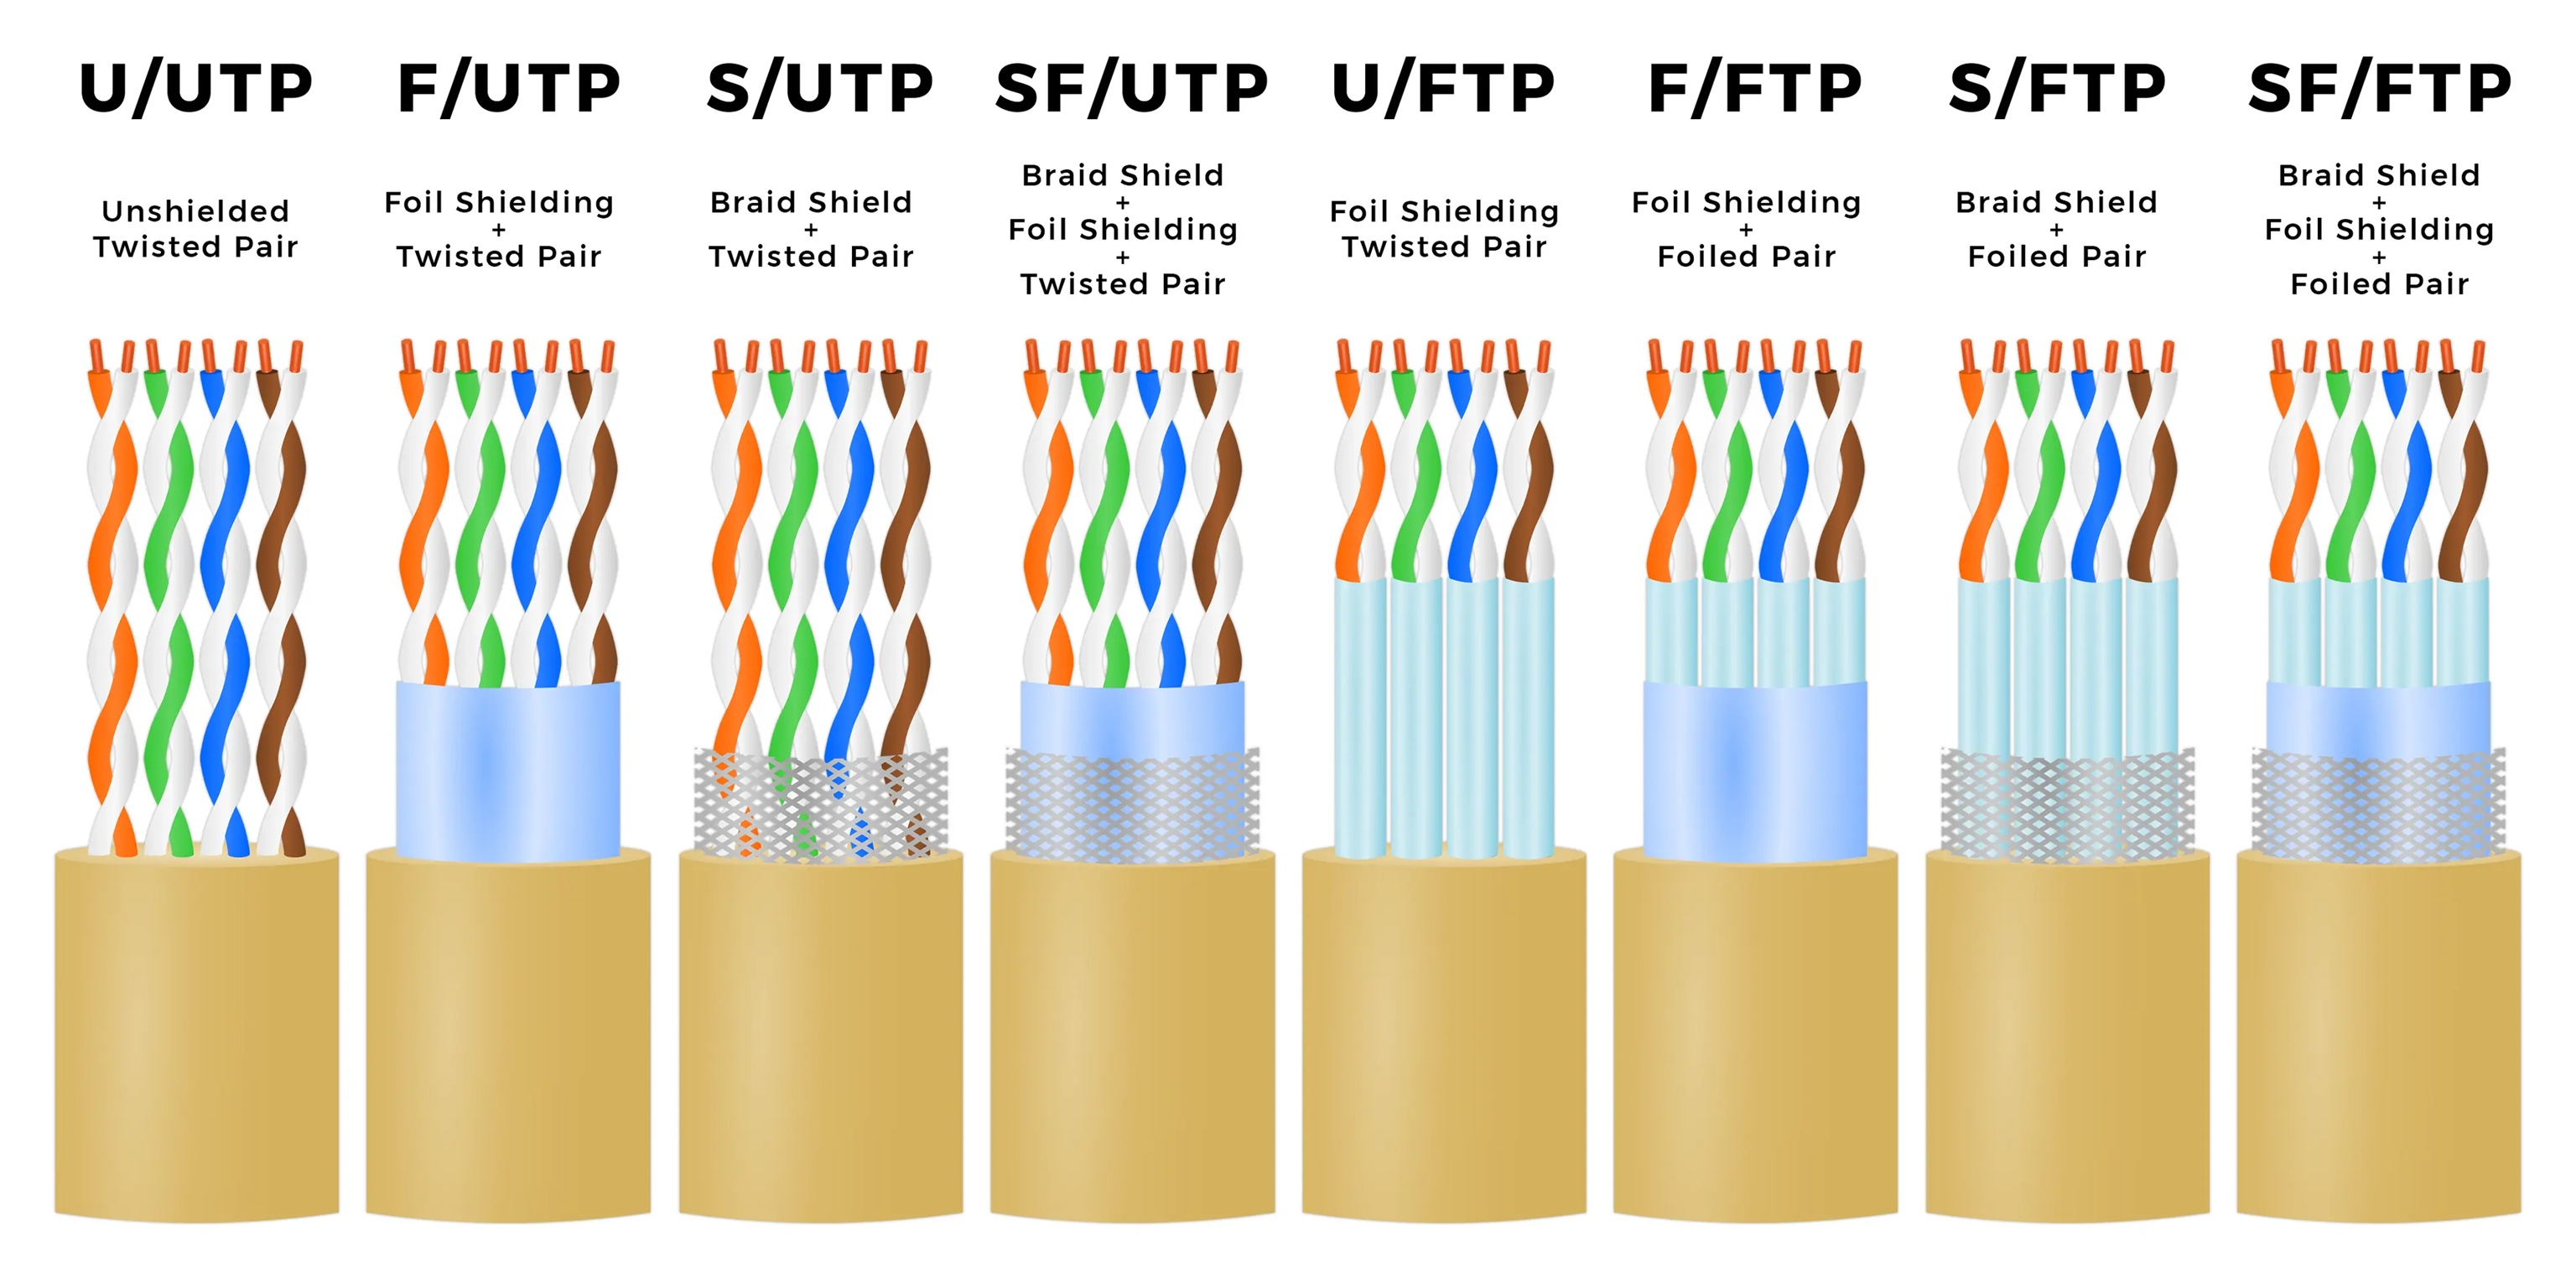 U/UTP
Unshielded
Twisted Pair
F/UTP
Foil Shielding
+
Twisted Pair
S/UTP
Braid Shield
+
Twisted Pair
SF/UTP
Braid Shield
+
Foil Shielding
+
Twisted Pair
U/FTP
Foil Shielding
Twisted Pair
F/FTP
Foil Shielding
+
Foiled Pair
S/FTP
Braid Shield
+
Foiled Pair
SF/FTP
Braid Shield
+
Foil Shielding
+
Foiled Pair